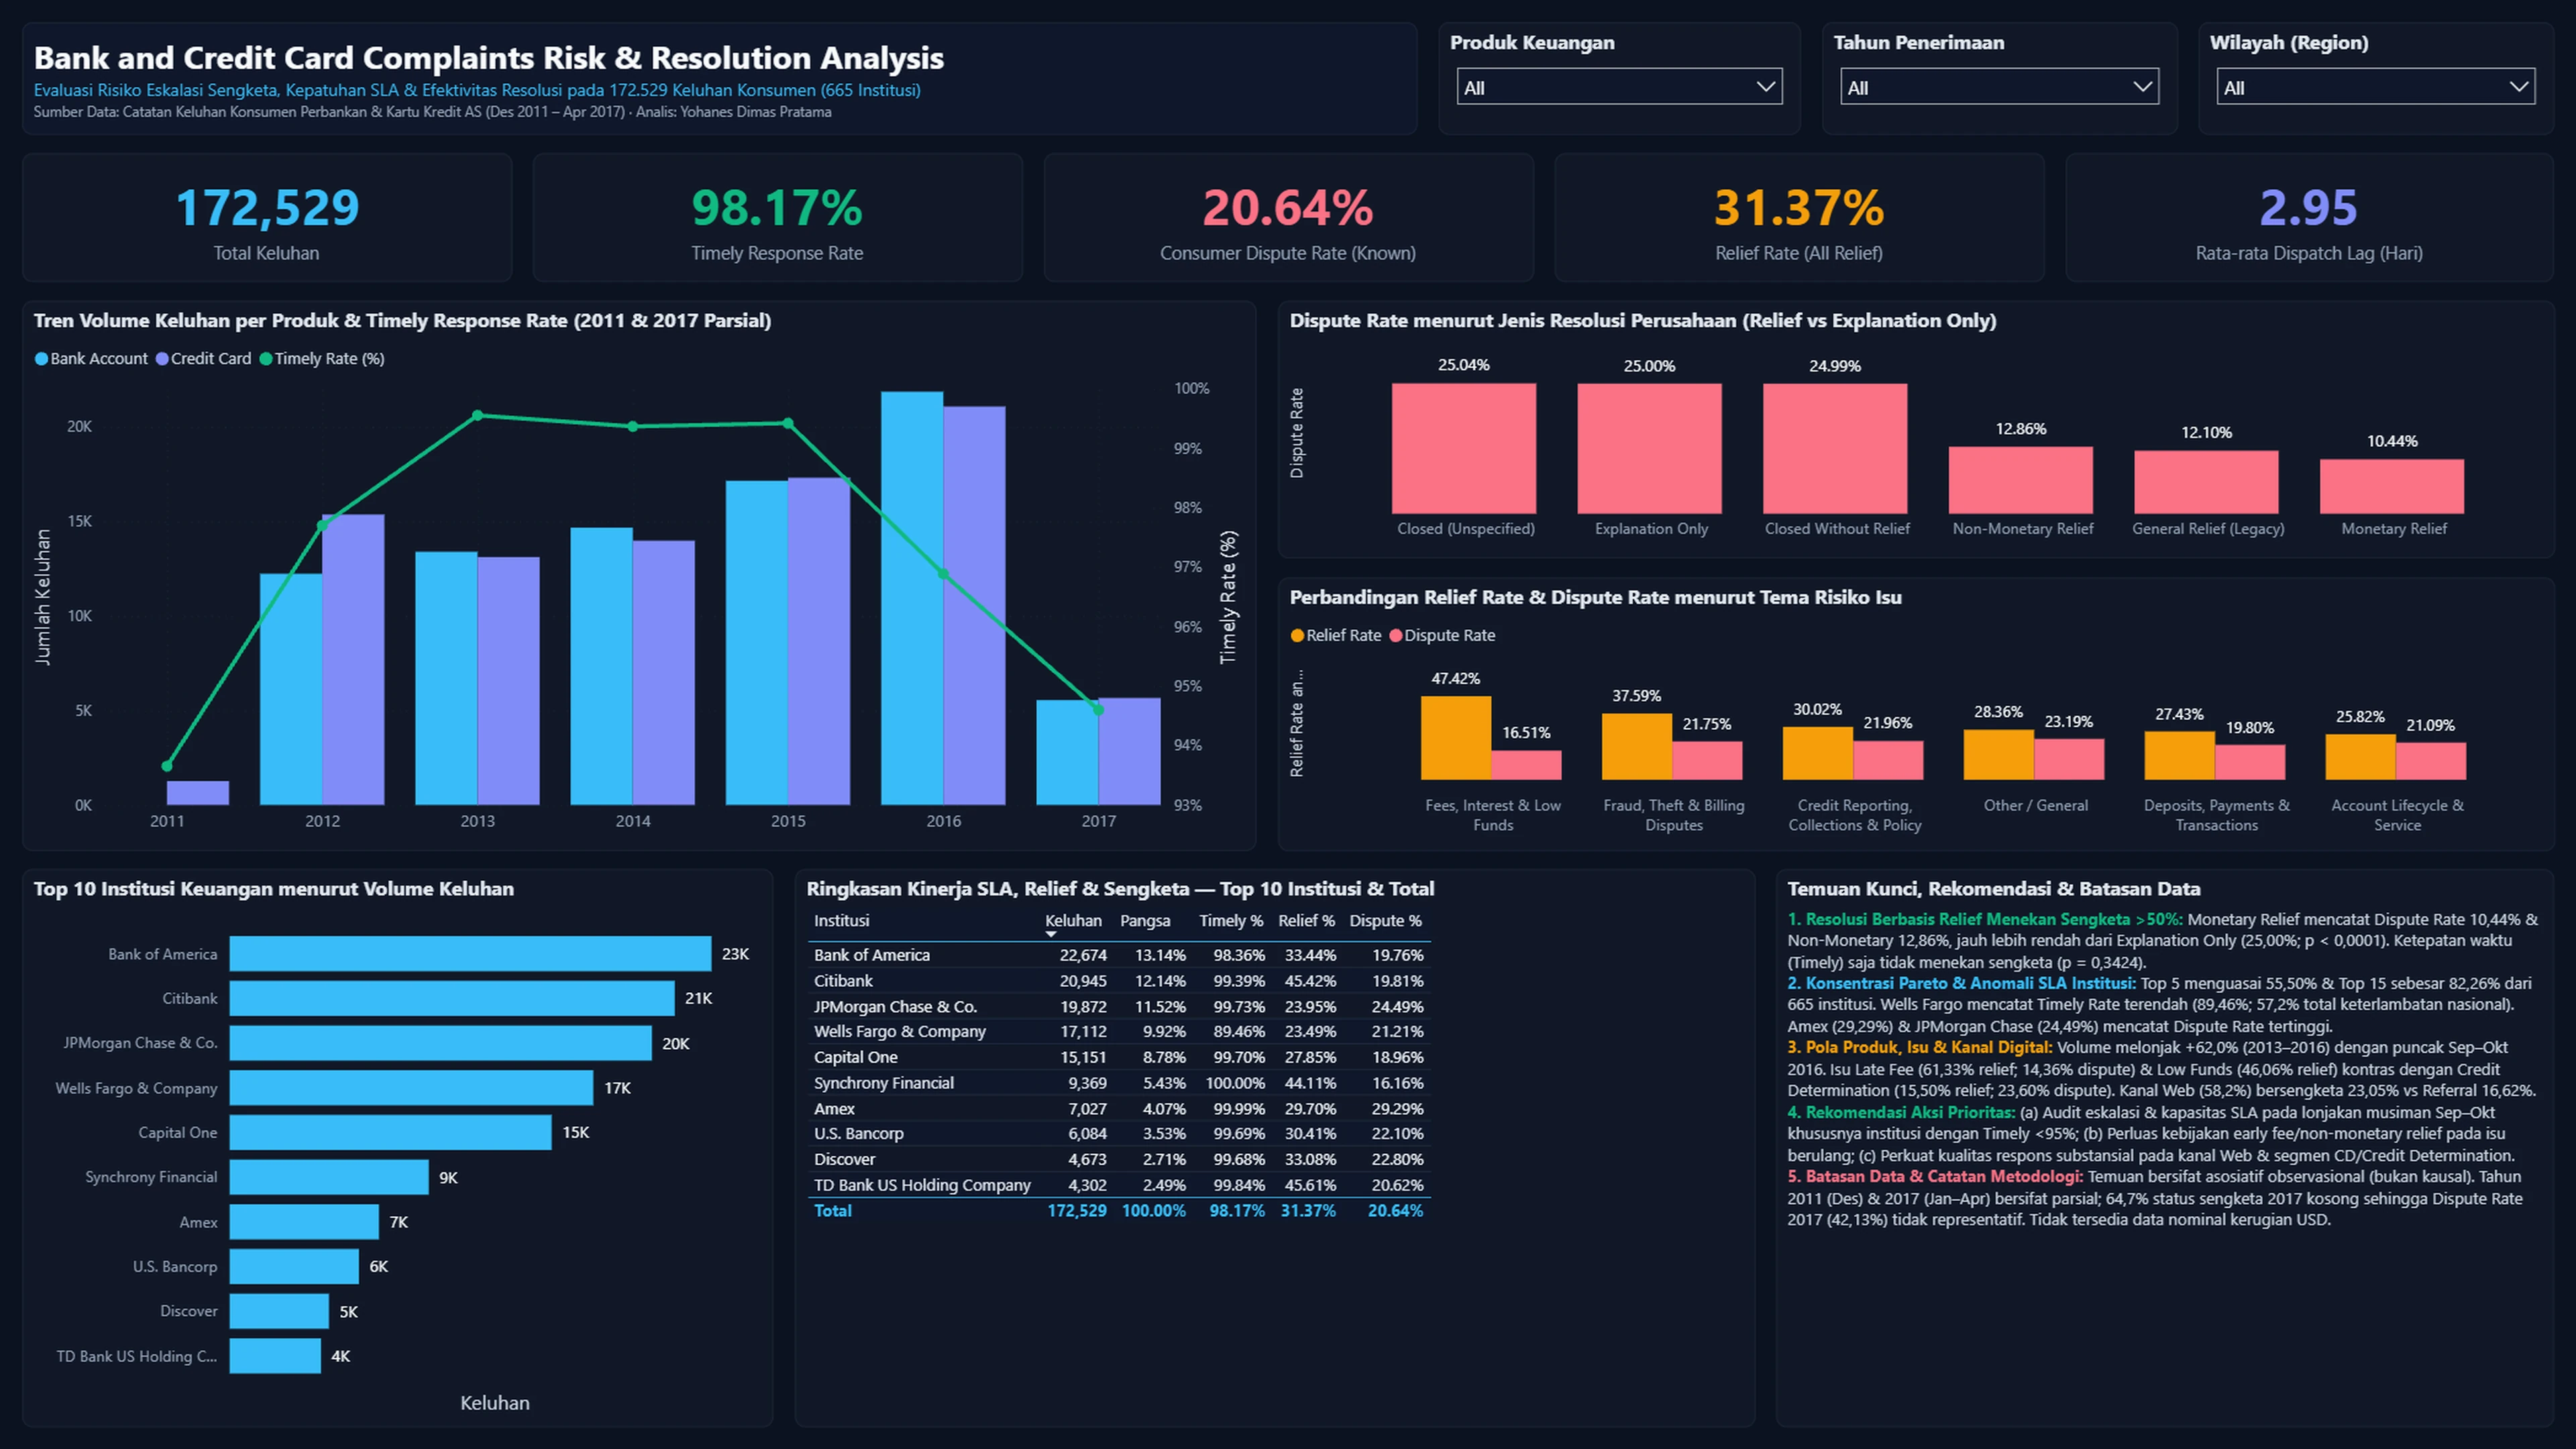 Bank and Credit Card Complaints Risk & Resolution Analysis
Evaluasi Risiko Eskalasi Sengketa, Kepatuhan SLA & Efektivitas Resolusi pada 172.529 Keluhan Konsumen (665 Institusi)
Sumber Data: Catatan Keluhan Konsumen Perbankan & Kartu Kredit AS (Des 2011 – Apr 2017) · Analis: Yohanes Dimas Pratama
Produk Keuangan
All
Tahun Penerimaan
All
Wilayah (Region)
All
172,529
Total Keluhan
98.17%
Timely Response Rate
20.64%
Consumer Dispute Rate (Known)
31.37%
Relief Rate (All Relief)
2.95
Rata-rata Dispatch Lag (Hari)
Tren Volume Keluhan per Produk & Timely Response Rate (2011 & 2017 Parsial)
Bank Account Credit Card Timely Rate (%)
Jumlah Keluhan
20K
15K
10K
5K
0K
100%
99%
98%
97%
96%
95%
94%
93%
Timely Rate (%)
2011 2012 2013 2014 2015 2016 2017
Dispute Rate menurut Jenis Resolusi Perusahaan (Relief vs Explanation Only)
Dispute Rate
25.04% 25.00% 24.99% 12.86% 12.10% 10.44%
Closed (Unspecified) Explanation Only Closed Without Relief Non-Monetary Relief General Relief (Legacy) Monetary Relief
Perbandingan Relief Rate & Dispute Rate menurut Tema Risiko Isu
Relief Rate Dispute Rate
Relief Rate an...
47.42% 16.51% 37.59% 21.75% 30.02% 21.96% 28.36% 23.19% 27.43% 19.80% 25.82% 21.09%
Fees, Interest & Low Funds
Fraud, Theft & Billing Disputes
Credit Reporting, Collections & Policy
Other / General
Deposits, Payments & Transactions
Account Lifecycle & Service
Top 10 Institusi Keuangan menurut Volume Keluhan
Bank of America 23K
Citibank 21K
JPMorgan Chase & Co. 20K
Wells Fargo & Company 17K
Capital One 15K
Synchrony Financial 9K
Amex 7K
U.S. Bancorp 6K
Discover 5K
TD Bank US Holding C... 4K
Keluhan
Ringkasan Kinerja SLA, Relief & Sengketa — Top 10 Institusi & Total
Institusi Keluhan Pangsa Timely % Relief % Dispute %
Bank of America 22,674 13.14% 98.36% 33.44% 19.76%
Citibank 20,945 12.14% 99.39% 45.42% 19.81%
JPMorgan Chase & Co. 19,872 11.52% 99.73% 23.95% 24.49%
Wells Fargo & Company 17,112 9.92% 89.46% 23.49% 21.21%
Capital One 15,151 8.78% 99.70% 27.85% 18.96%
Synchrony Financial 9,369 5.43% 100.00% 44.11% 16.16%
Amex 7,027 4.07% 99.99% 29.70% 29.29%
U.S. Bancorp 6,084 3.53% 99.69% 30.41% 22.10%
Discover 4,673 2.71% 99.68% 33.08% 22.80%
TD Bank US Holding Company 4,302 2.49% 99.84% 45.61% 20.62%
Total 172,529 100.00% 98.17% 31.37% 20.64%
Temuan Kunci, Rekomendasi & Batasan Data
1. Resolusi Berbasis Relief Menekan Sengketa >50%: Monetary Relief mencatat Dispute Rate 10,44% &
Non-Monetary 12,86%, jauh lebih rendah dari Explanation Only (25,00%; p < 0,0001). Ketepatan waktu
(Timely) saja tidak menekan sengketa (p = 0,3424).
2. Konsentrasi Pareto & Anomali SLA Institusi: Top 5 menguasai 55,50% & Top 15 sebesar 82,26% dari
665 institusi. Wells Fargo mencatat Timely Rate terendah (89,46%; 57,2% total keterlambatan nasional).
Amex (29,29%) & JPMorgan Chase (24,49%) mencatat Dispute Rate tertinggi.
3. Pola Produk, Isu & Kanal Digital: Volume melonjak +62,0% (2013–2016) dengan puncak Sep–Okt
2016. Isu Late Fee (61,33% relief; 14,36% dispute) & Low Funds (46,06% relief) kontras dengan Credit
Determination (15,50% relief; 23,60% dispute). Kanal Web (58,2%) bersengketa 23,05% vs Referral 16,62%.
4. Rekomendasi Aksi Prioritas: (a) Audit eskalasi & kapasitas SLA pada lonjakan musiman Sep–Okt
khususnya institusi dengan Timely <95%; (b) Perluas kebijakan early fee/non-monetary relief pada isu
berulang; (c) Perkuat kualitas respons substansial pada kanal Web & segmen CD/Credit Determination.
5. Batasan Data & Catatan Metodologi: Temuan bersifat asosiatif observasional (bukan kausal). Tahun
2011 (Des) & 2017 (Jan–Apr) bersifat parsial; 64,7% status sengketa 2017 kosong sehingga Dispute Rate
2017 (42,13%) tidak representatif. Tidak tersedia data nominal kerugian USD.